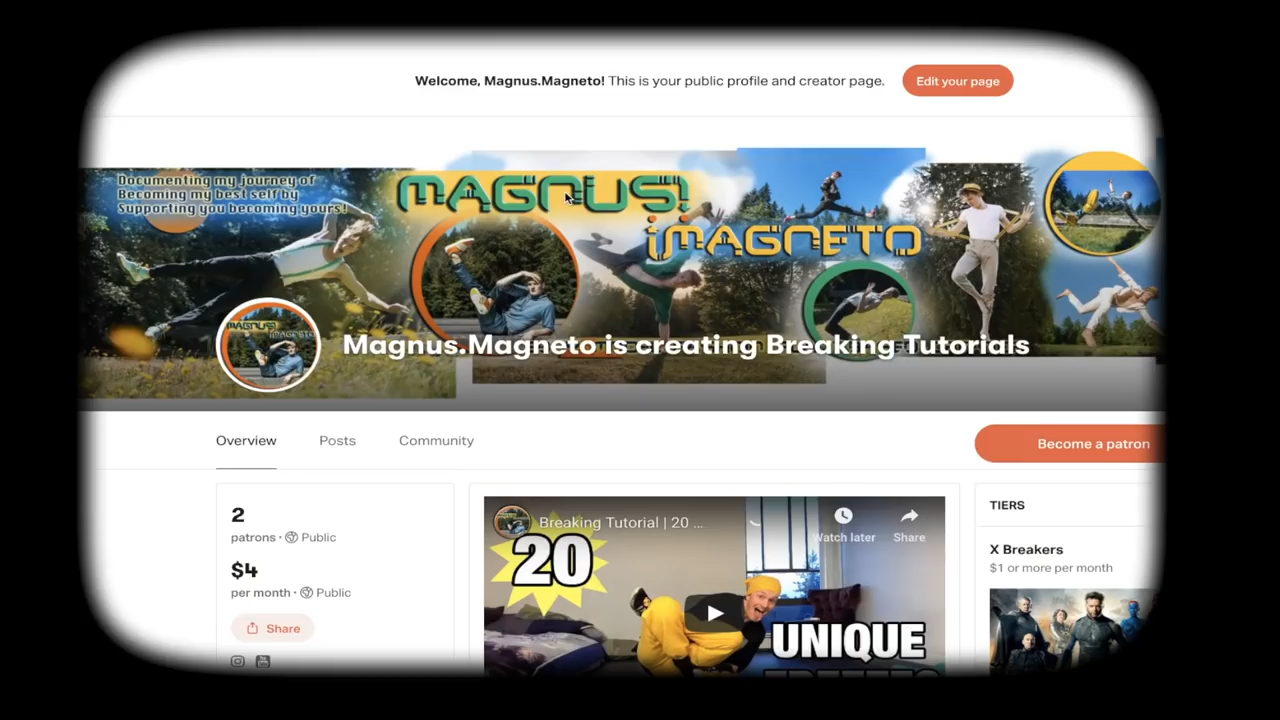 Welcome, Magnus.Magneto! This is your public profile and creator page.
Edit your page
Documenting my journey of
Becoming my best self by
Supporting you becoming yours!
MAGNUS!
¡MAGNETO
MAGNUS!
Magnus.Magneto is creating Breaking Tutorials
Overview
Posts
Community
Become a patron
2
patrons · Public
$4
per month · Public
Share
Breaking Tutorial | 20 ...
Watch later
Share
20
UNIQUE
TIERS
X Breakers
$1 or more per month